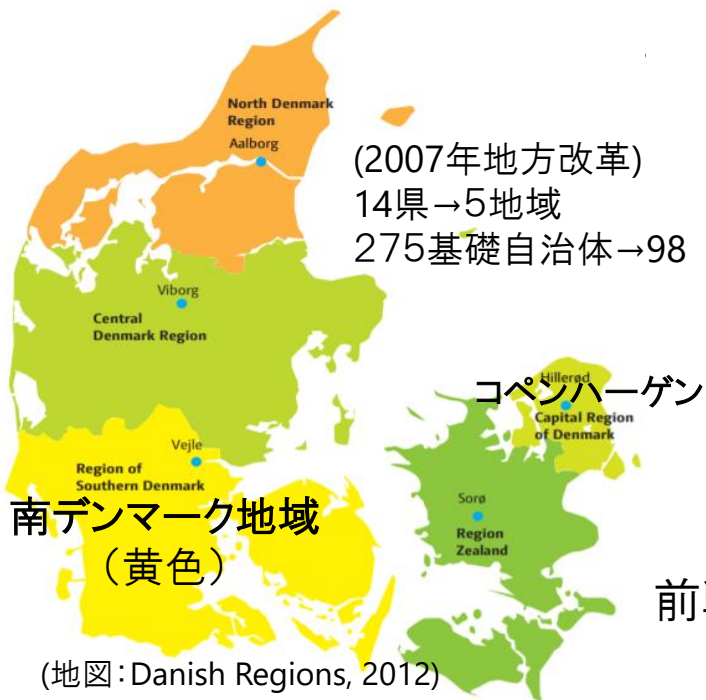 North Denmark
Region
Aalborg
(2007年地方改革)
14県→5地域
275基礎自治体→98
Viborg
Central
Denmark Region
Hillerød
コペンハーゲン
Capital Region
of Denmark
Vejle
Region of
Southern Denmark
南デンマーク地域
（黄色）
Sorø
Region
Zealand
前
(地図：Danish Regions, 2012)